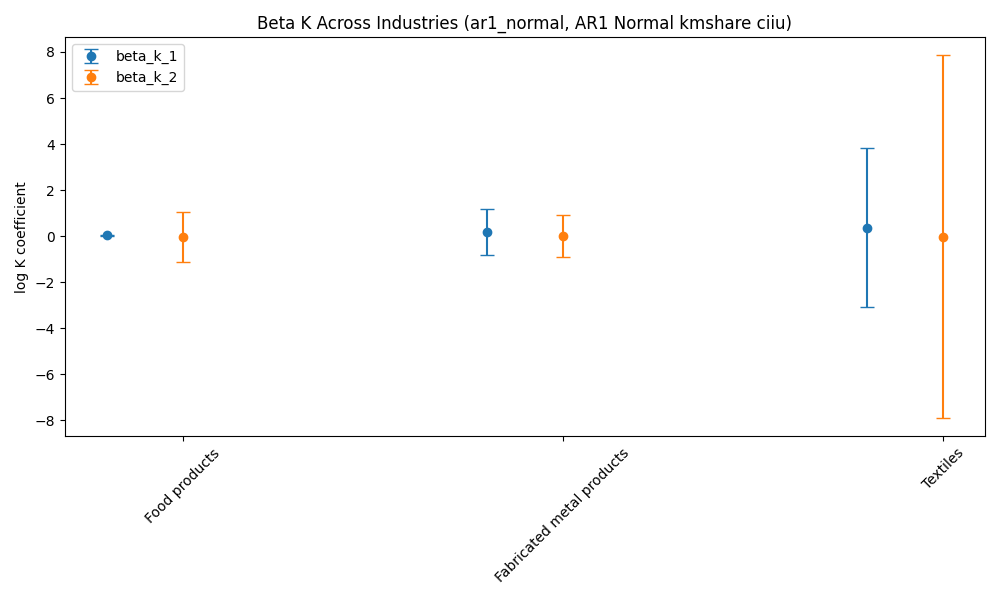 Beta K Across Industries (ar1_normal, AR1 Normal kmshare ciiu)
beta_k_1
beta_k_2
log K coefficient
8
6
4
2
0
−2
−4
−6
−8
Food products
Fabricated metal products
Textiles